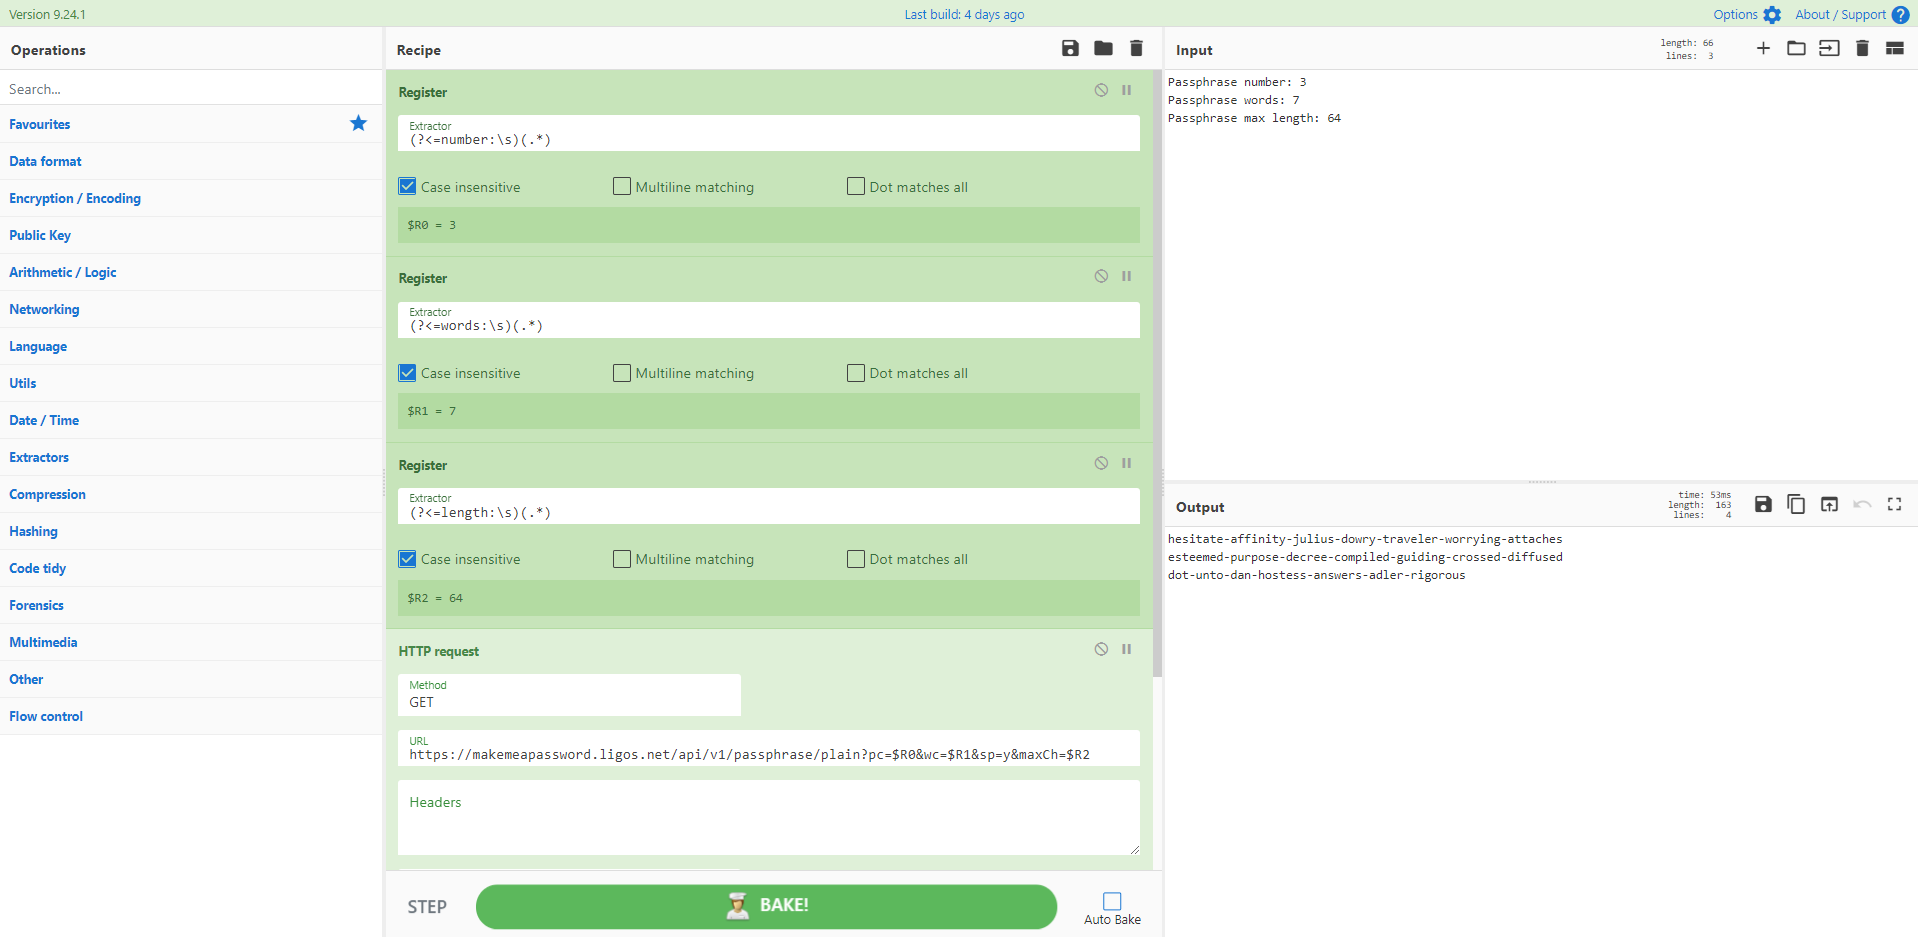 Version 9.24.1
Last build: 4 days ago
Options
About / Support
Operations
Search...
Favourites
Data format
Encryption / Encoding
Public Key
Arithmetic / Logic
Networking
Language
Utils
Date / Time
Extractors
Compression
Hashing
Code tidy
Forensics
Multimedia
Other
Flow control
Recipe
Register
Extractor
(?<=number:\s)(.*)
Case insensitive
Multiline matching
Dot matches all
$R0 = 3
Register
Extractor
(?<=words:\s)(.*)
Case insensitive
Multiline matching
Dot matches all
$R1 = 7
Register
Extractor
(?<=length:\s)(.*)
Case insensitive
Multiline matching
Dot matches all
$R2 = 64
HTTP request
Method
GET
URL
https://makemeapassword.ligos.net/api/v1/passphrase/plain?pc=$R0&wc=$R1&sp=y&maxCh=$R2
Headers
STEP
BAKE!
Auto Bake
Input
length: 66
lines: 3
Passphrase number: 3
Passphrase words: 7
Passphrase max length: 64
Output
time: 53ms
length: 163
lines: 4
hesitate-affinity-julius-dowry-traveler-worrying-attaches
esteemed-purpose-decree-compiled-guiding-crossed-diffused
dot-unto-dan-hostess-answers-adler-rigorous